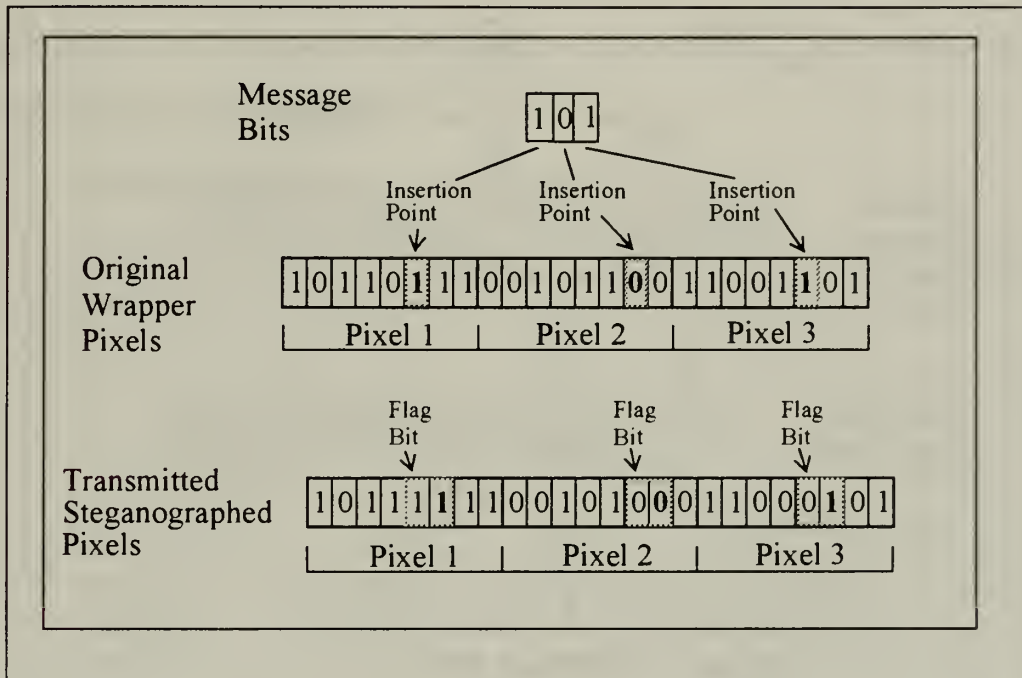 Message
Bits
1 0 1
Insertion Point
Insertion Point
Insertion Point
Original
Wrapper
Pixels
1 0 1 1 0 1 1 1 0 0 1 0 1 1 0 0 1 1 0 0 1 1 0 1
Pixel 1 Pixel 2 Pixel 3
Flag Bit
Flag Bit
Flag Bit
Transmitted
Steganographed
Pixels
1 0 1 1 1 1 1 1 0 0 1 0 1 0 0 0 1 1 0 0 0 1 0 1
Pixel 1 Pixel 2 Pixel 3